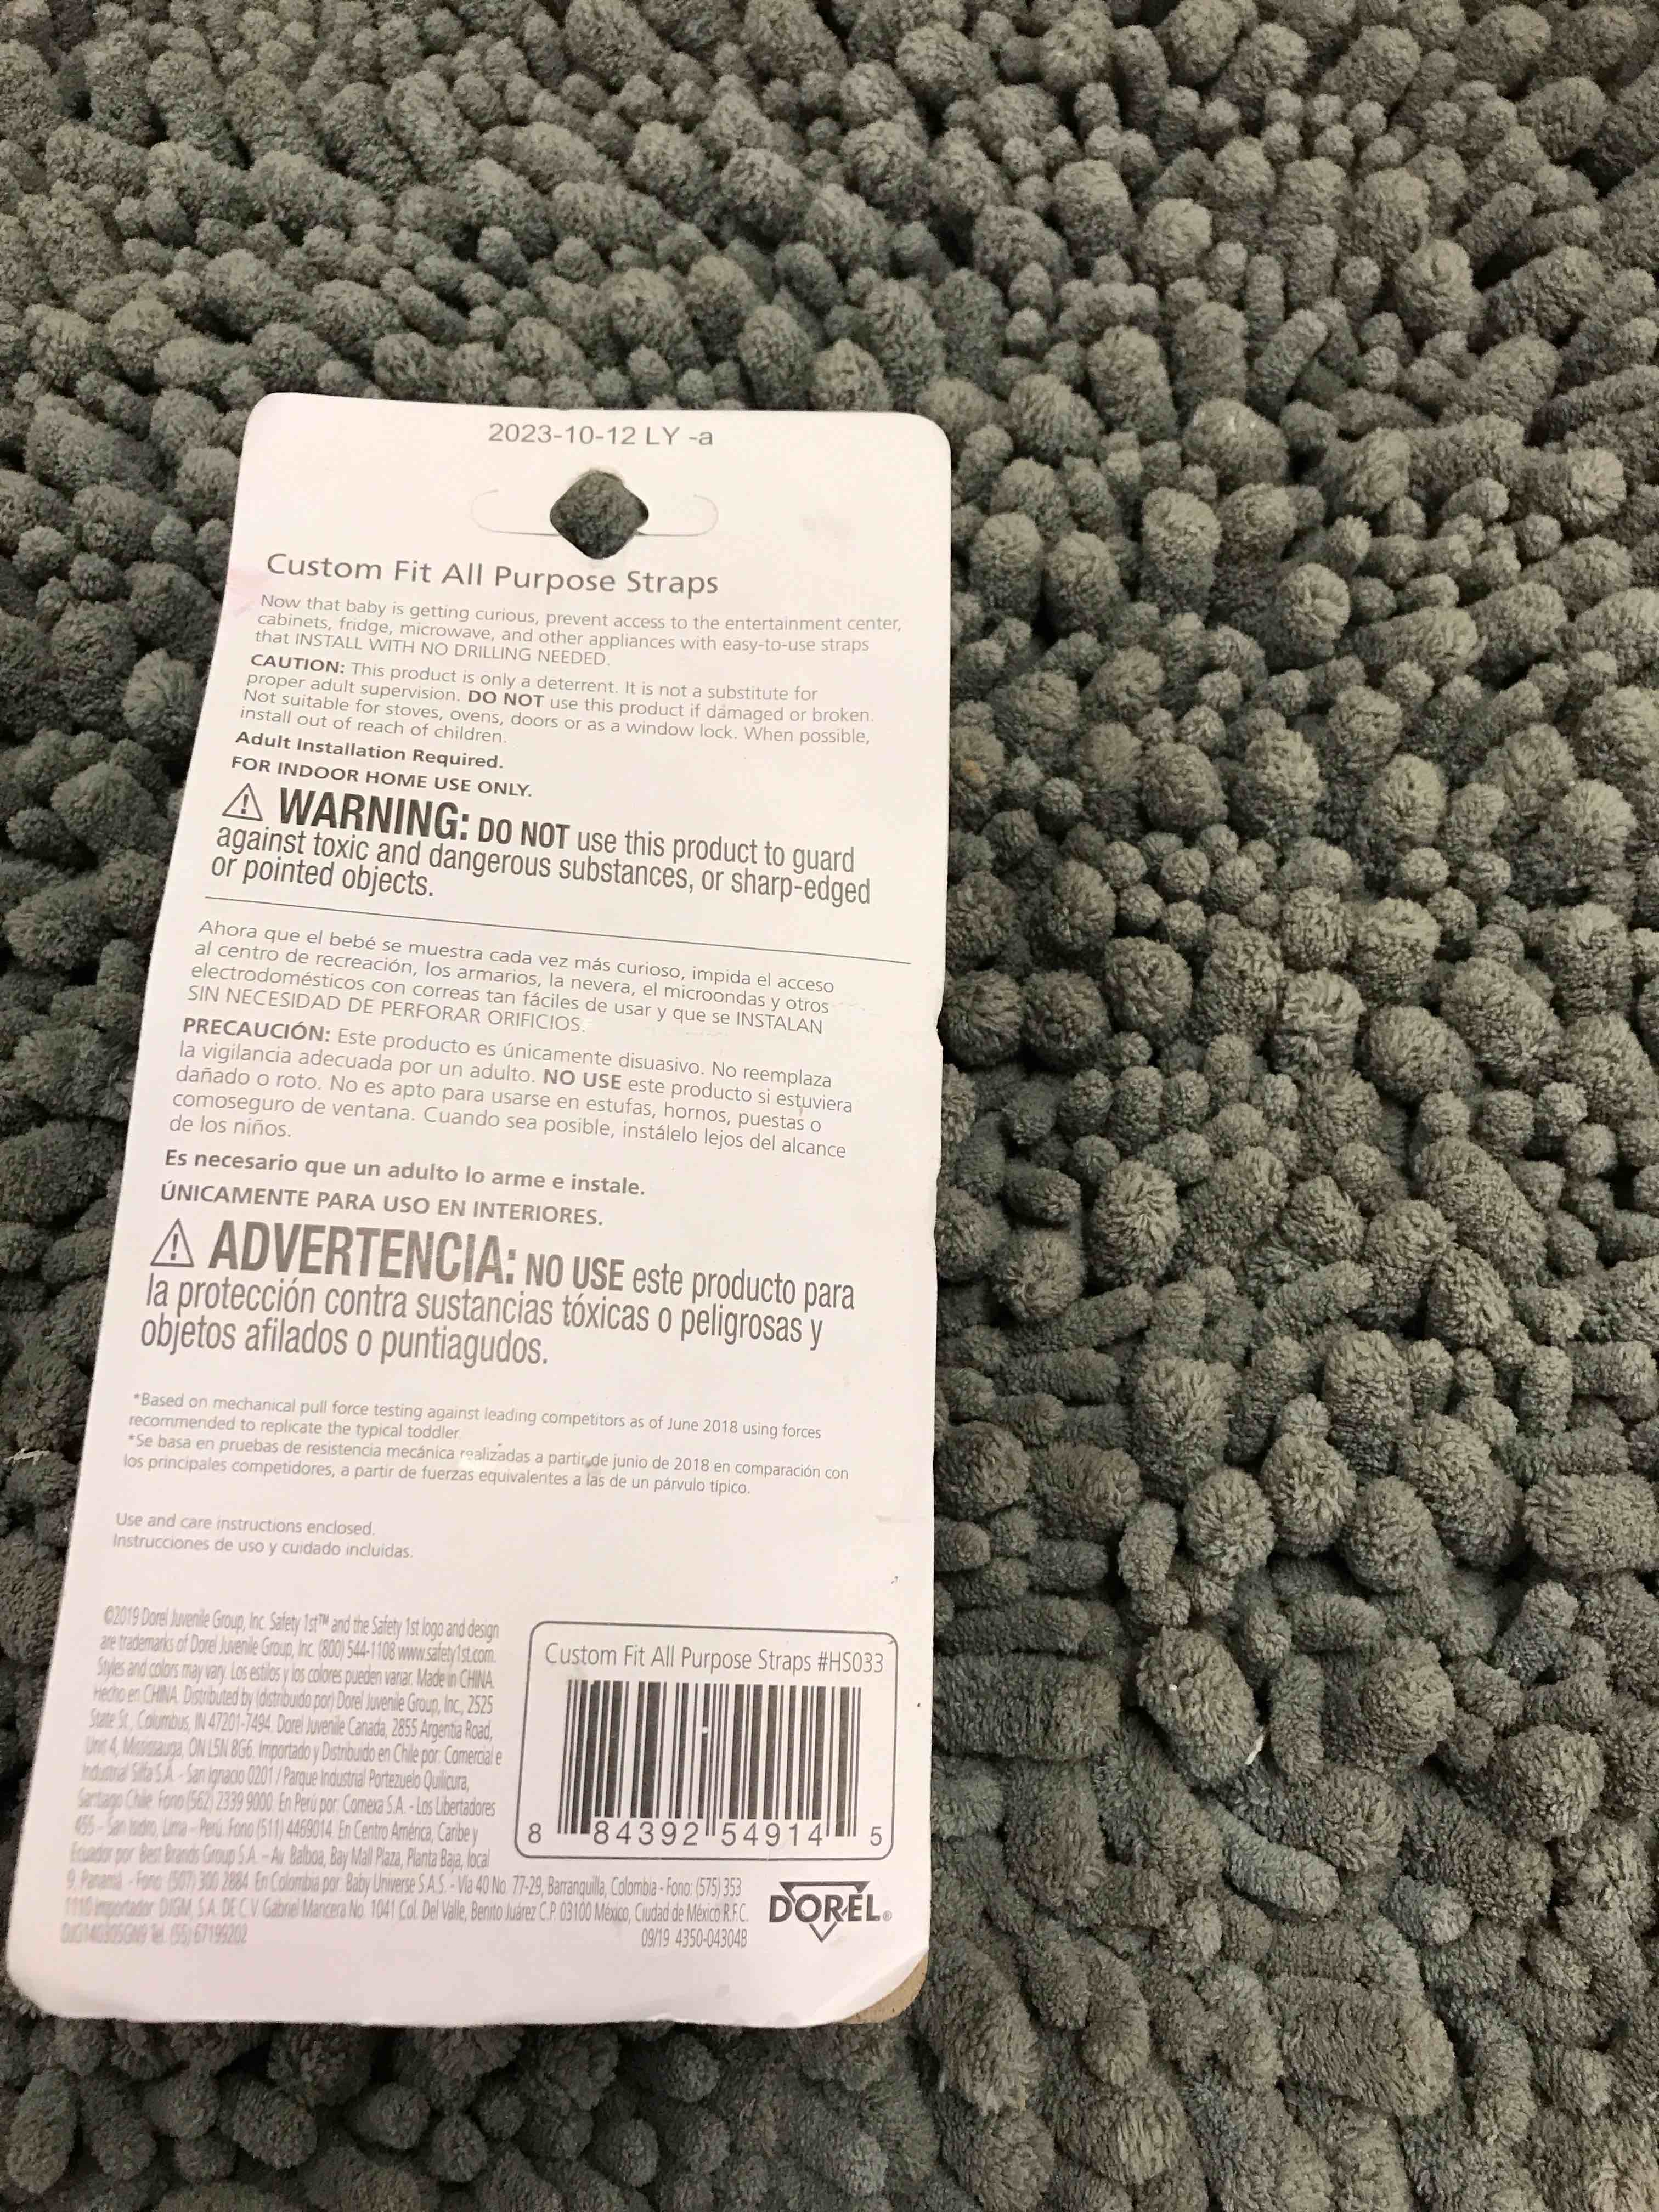 2023-10-12 LY -a
Custom Fit All Purpose Straps
Now that baby is getting curious, prevent access to the entertainment center,
cabinets, fridge, microwave, and other appliances with easy-to-use straps
that INSTALL WITH NO DRILLING NEEDED.
CAUTION: This product is only a deterrent. It is not a substitute for
proper adult supervision. DO NOT use this product if damaged or broken.
Not suitable for stoves, ovens, doors or as a window lock. When possible,
install out of reach of children.
Adult Installation Required.
FOR INDOOR HOME USE ONLY.
⚠ WARNING: DO NOT use this product to guard
against toxic and dangerous substances, or sharp-edged
or pointed objects.
Ahora que el bebé se muestra cada vez más curioso, impida el acceso
al centro de recreación, los armarios, la nevera, el microondas y otros
electrodomésticos con correas tan fáciles de usar y que se INSTALAN
SIN NECESIDAD DE PERFORAR ORIFICIOS.
PRECAUCIÓN: Este producto es únicamente disuasivo. No reemplaza
la vigilancia adecuada por un adulto. NO USE este producto si estuviera
dañado o roto. No es apto para usarse en estufas, hornos, puestas o
comoseguro de ventana. Cuando sea posible, instálelo lejos del alcance
de los niños.
Es necesario que un adulto lo arme e instale.
ÚNICAMENTE PARA USO EN INTERIORES.
⚠ ADVERTENCIA: NO USE este producto para
la protección contra sustancias tóxicas o peligrosas y
objetos afilados o puntiagudos.
*Based on mechanical pull force testing against leading competitors as of June 2018 using forces
recommended to replicate the typical toddler
*Se basa en pruebas de resistencia mecánica realizadas a partir de junio de 2018 en comparación con
los principales competidores, a partir de fuerzas equivalentes a las de un párvulo típico.
Use and care instructions enclosed.
Instrucciones de uso y cuidado incluidas.
©2019 Dorel Juvenile Group, Inc. Safety 1st™ and the Safety 1st logo and design
are trademarks of Dorel Juvenile Group, Inc. (800) 544-1108 www.safety1st.com.
Styles and colors may vary. Los estilos y los colores pueden variar. Made in CHINA.
Hecho en CHINA. Distributed by (distribuido por) Dorel Juvenile Group, Inc., 2525
State St., Columbus, IN 47201-7494. Dorel Juvenile Canada, 2855 Argentia Road,
Unit 4, Mississauga, ON L5N 8G6. Importado y Distribuido en Chile por: Comercial e
Industrial Silfa S.A. - San Ignacio 0201 / Parque Industrial Portezuelo Quilicura,
Santiago Chile. Fono (562) 2339 9000. En Perú por: Comexa S.A. - Los Libertadores
455 - San Isidro, Lima - Perú. Fono (511) 4469014. En Centro América, Caribe y
Ecuador por: Best Brands Group S.A. - Av. Balboa, Bay Mall Plaza, Planta Baja, local
9. Panamá - Fono: (507) 300 2884. En Colombia por: Baby Universe S.A.S. - Vía 40 No. 77-29, Barranquilla, Colombia - Fono: (575) 353
1110 Importador: DJGM, S.A. DE C.V. Gabriel Mancera No. 1041 Col. Del Valle, Benito Juárez C.P. 03100 México, Ciudad de México R.F.C.
Tel. (55) 67199202
09/19 4350-04304B
Custom Fit All Purpose Straps #HS033
8 84392 54914 5
DOREL®